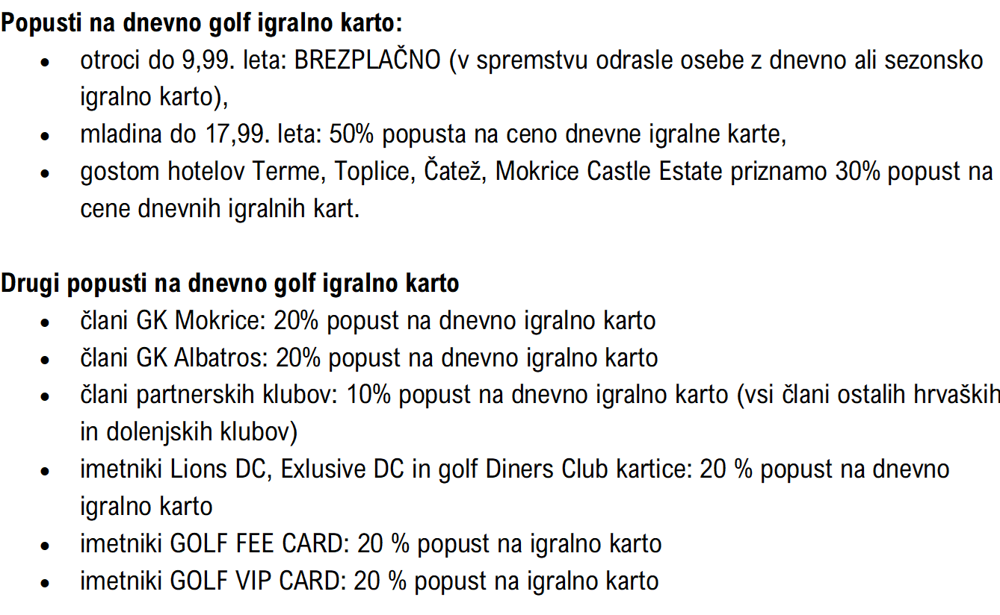 Popusti na dnevno golf igralno karto:
• otroci do 9,99. leta: BREZPLAČNO (v spremstvu odrasle osebe z dnevno ali sezonsko
igralno karto),
• mladina do 17,99. leta: 50% popusta na ceno dnevne igralne karte,
• gostom hotelov Terme, Toplice, Čatež, Mokrice Castle Estate priznamo 30% popust na
cene dnevnih igralnih kart.
Drugi popusti na dnevno golf igralno karto
• člani GK Mokrice: 20% popust na dnevno igralno karto
• člani GK Albatros: 20% popust na dnevno igralno karto
• člani partnerskih klubov: 10% popust na dnevno igralno karto (vsi člani ostalih hrvaških
in dolenjskih klubov)
• imetniki Lions DC, Exlusive DC in golf Diners Club kartice: 20 % popust na dnevno
igralno karto
• imetniki GOLF FEE CARD: 20 % popust na igralno karto
• imetniki GOLF VIP CARD: 20 % popust na igralno karto